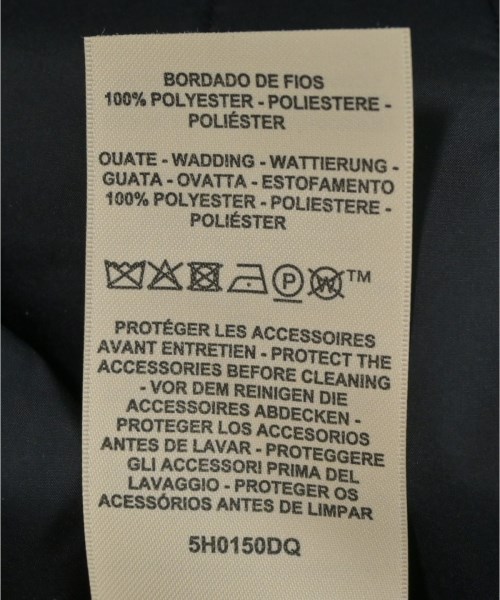 BORDADO DE FIOS
100% POLYESTER - POLIESTERE -
POLIÉSTER
OUATE - WADDING - WATTIERUNG -
GUATA - OVATTA - ESTOFAMENTO
100% POLYESTER - POLIESTERE -
POLIÉSTER
P W™
PROTÉGER LES ACCESSOIRES
AVANT ENTRETIEN - PROTECT THE
ACCESSORIES BEFORE CLEANING
- VOR DEM REINIGEN DIE
ACCESSOIRES ABDECKEN -
PROTEGER LOS ACCESORIOS
ANTES DE LAVAR - PROTEGGERE
GLI ACCESSORI PRIMA DEL
LAVAGGIO - PROTEGER OS
ACESSÓRIOS ANTES DE LIMPAR
5H0150DQ